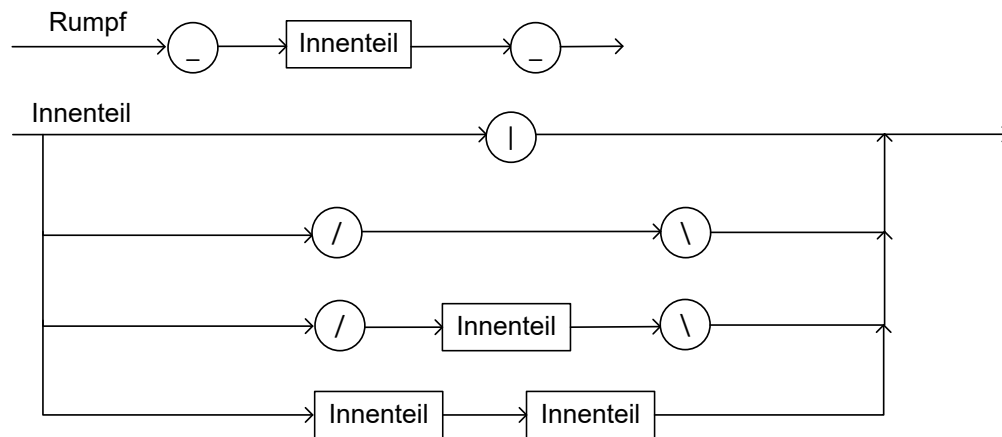 Rumpf
_ Innenteil _
Innenteil
|
/ \
/ Innenteil \
Innenteil Innenteil